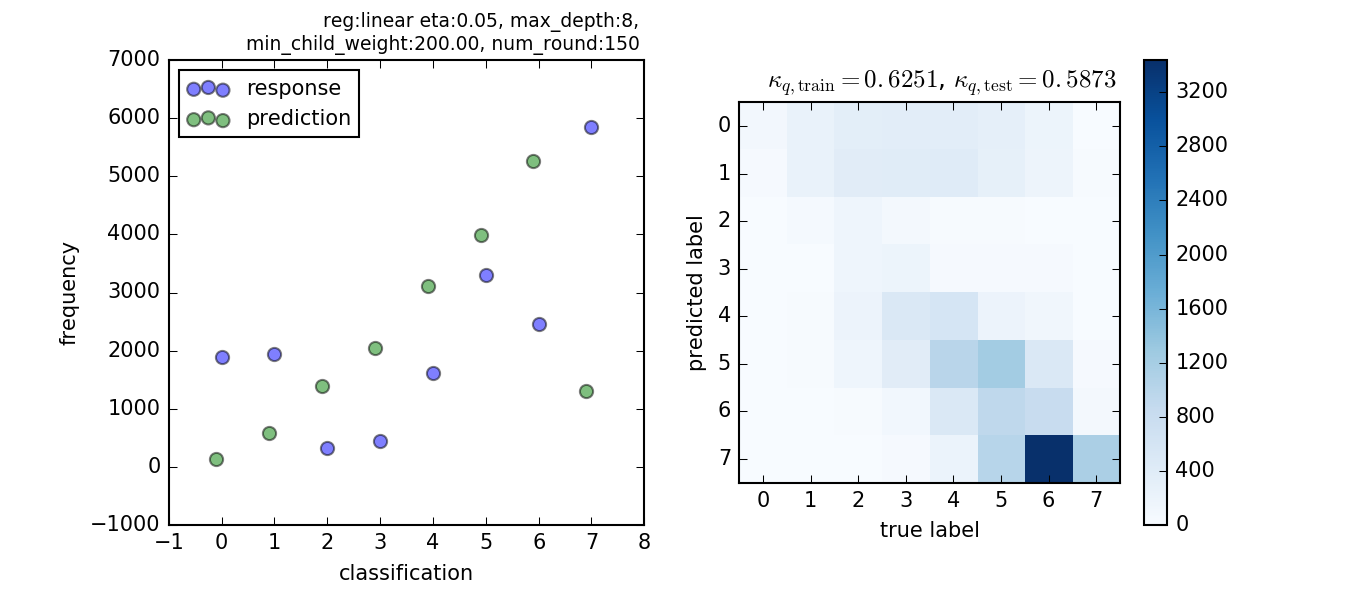 reg:linear eta:0.05, max_depth:8,
min_child_weight:200.00, num_round:150
7000
6000
5000
4000
3000
2000
1000
0
−1000
response
prediction
frequency
−1 0 1 2 3 4 5 6 7 8
classification
κq,train = 0.6251, κq,test = 0.5873
0
1
2
3
4
5
6
7
predicted label
0 1 2 3 4 5 6 7
true label
3200
2800
2400
2000
1600
1200
800
400
0